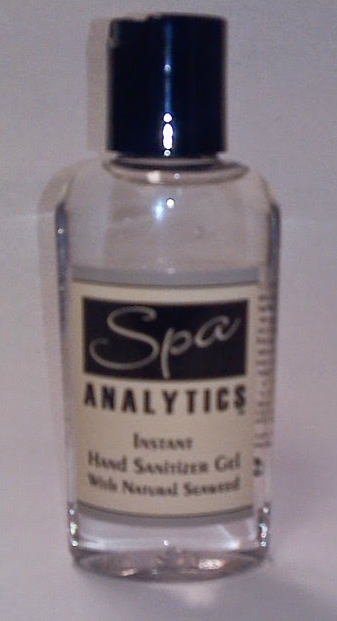 Spa
ANALYTICS
INSTANT
HAND SANITIZER GEL
WITH NATURAL SEAWEED